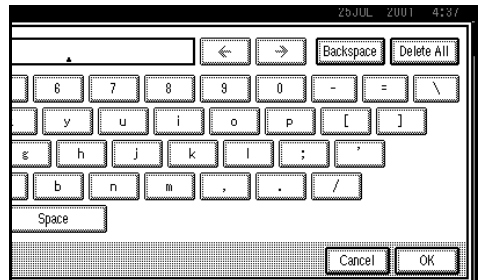 25JUL 2001 4:37
← → Backspace Delete All
6 7 8 9 0 - = \
y u i o p [ ]
g h j k l ; '
b n m , . /
Space
Cancel OK